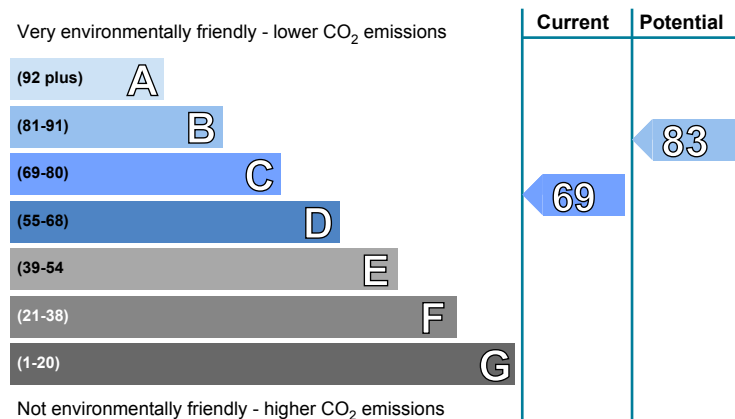 Very environmentally friendly - lower CO2 emissions
Current
Potential
(92 plus) A
(81-91) B
(69-80) C
(55-68) D
(39-54 E
(21-38) F
(1-20) G
83
69
Not environmentally friendly - higher CO2 emissions